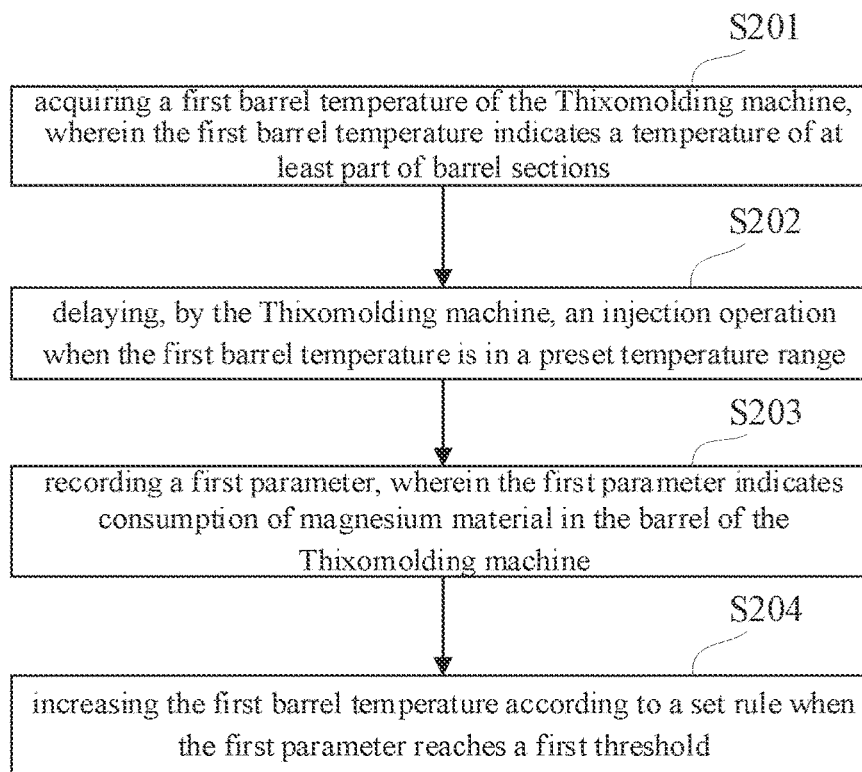 S201
acquiring a first barrel temperature of the Thixomolding machine,
wherein the first barrel temperature indicates a temperature of at
least part of barrel sections
S202
delaying, by the Thixomolding machine, an injection operation
when the first barrel temperature is in a preset temperature range
S203
recording a first parameter, wherein the first parameter indicates
consumption of magnesium material in the barrel of the
Thixomolding machine
S204
increasing the first barrel temperature according to a set rule when
the first parameter reaches a first threshold